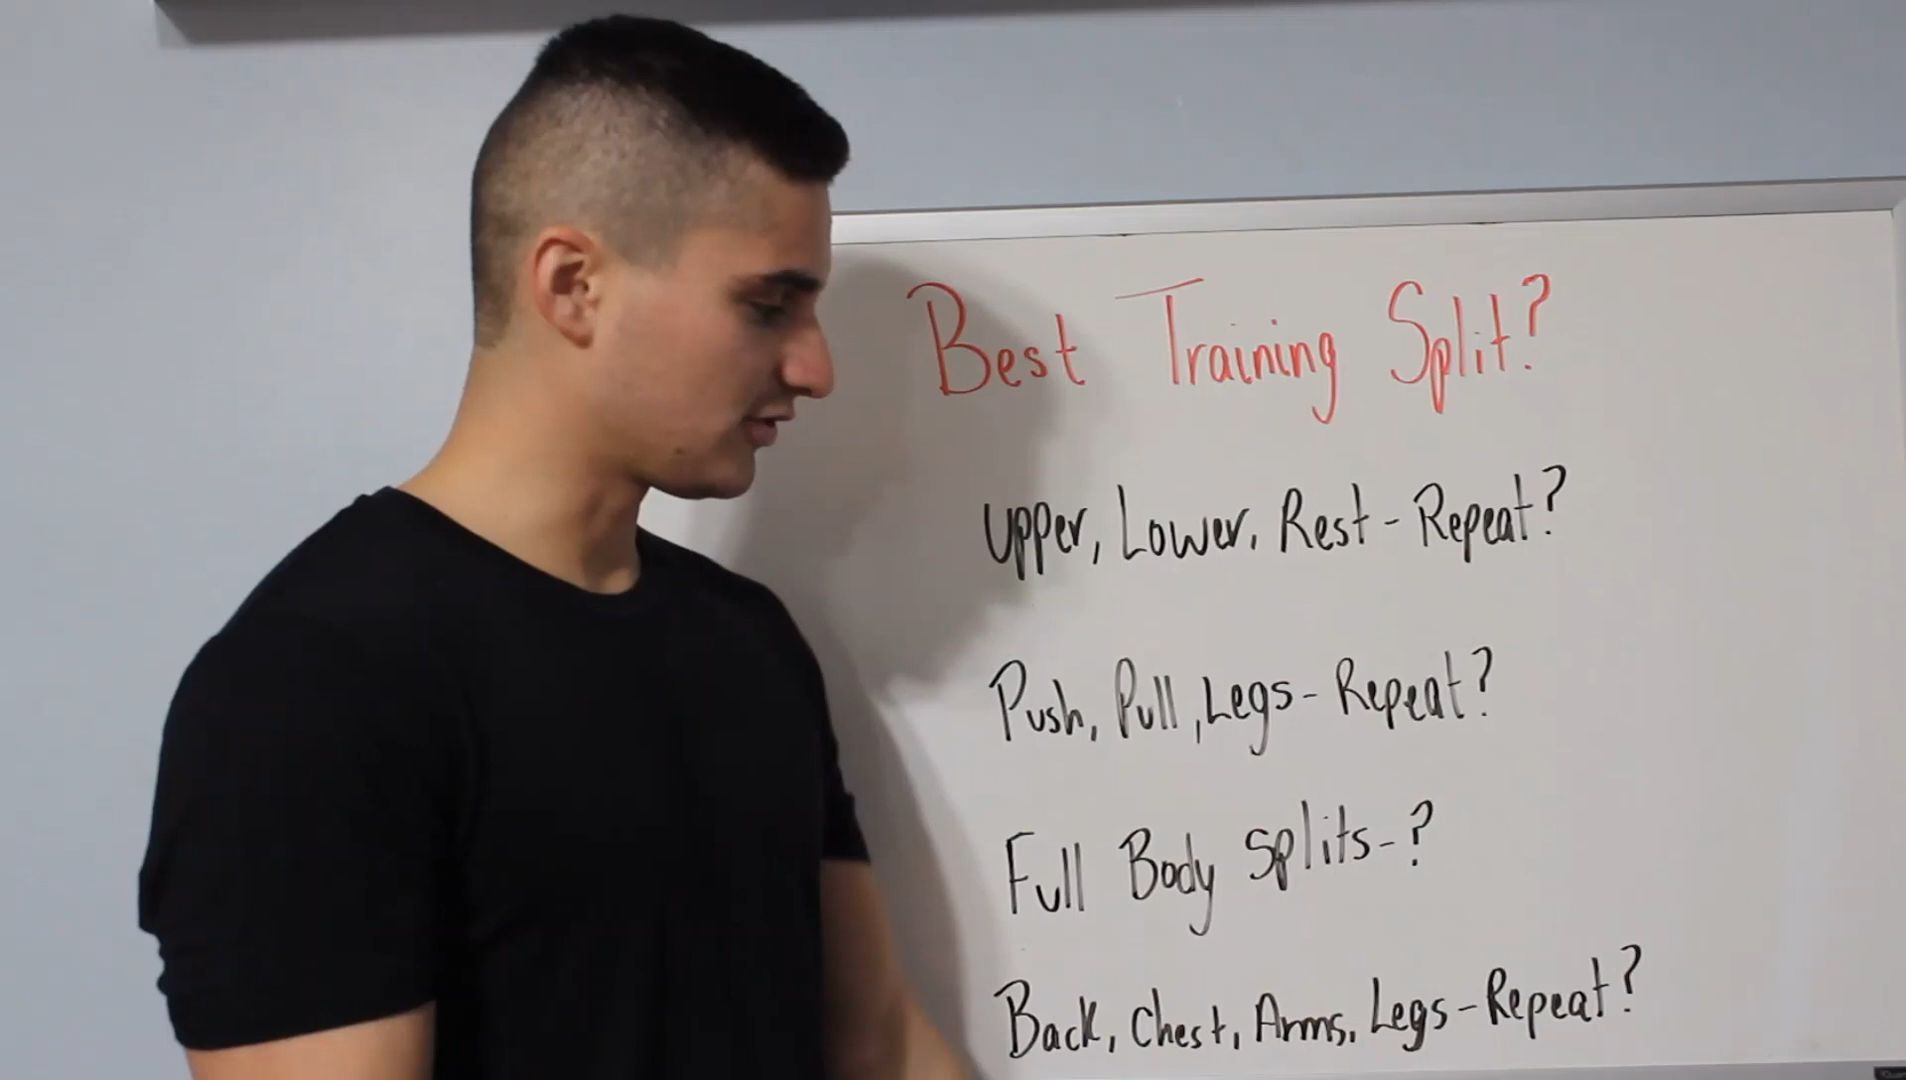 Best Training Split?
Upper, Lower, Rest - Repeat?
Push, Pull, Legs - Repeat?
Full Body Splits - ?
Back, Chest, Arms, Legs - Repeat?